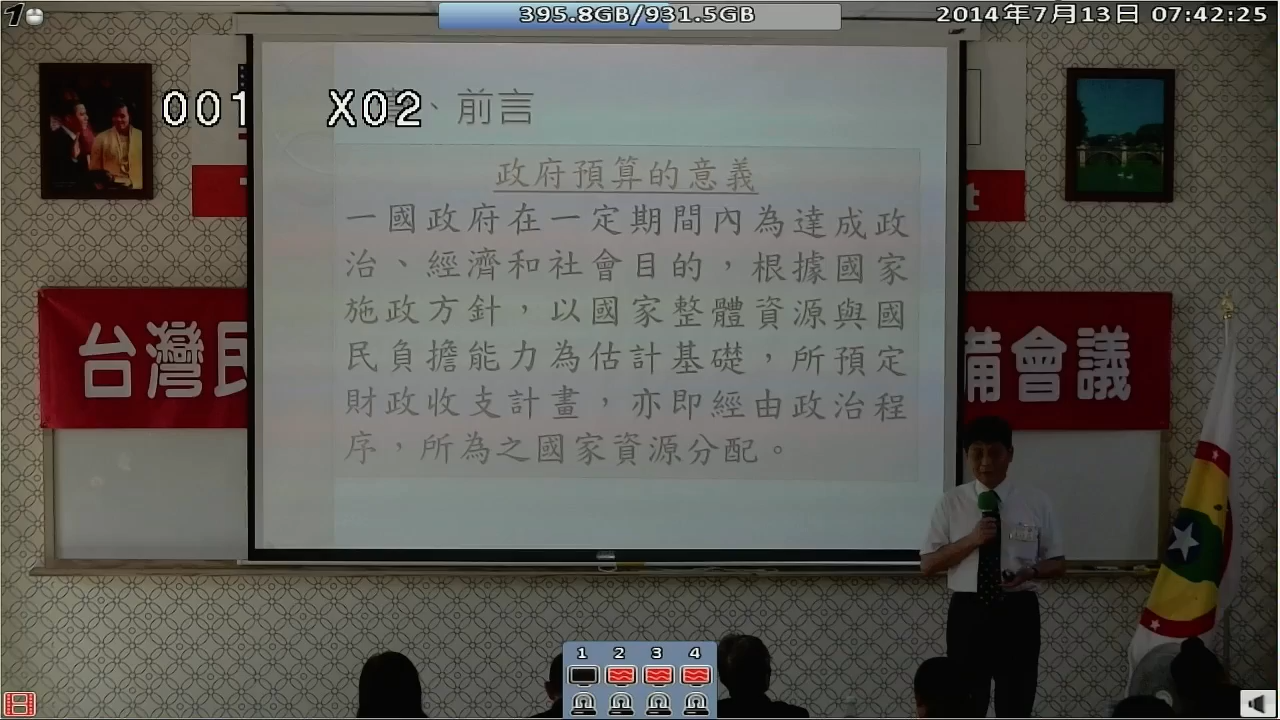 1
395.8GB/931.5GB
2014年7月13日 07:42:25
001
X02
、前言
政府預算的意義
一國政府在一定期間內為達成政
治、經濟和社會目的，根據國家
施政方針，以國家整體資源與國
民負擔能力為估計基礎，所預定
財政收支計畫，亦即經由政治程
序，所為之國家資源分配。
t
台灣民
備會議
1 2 3 4